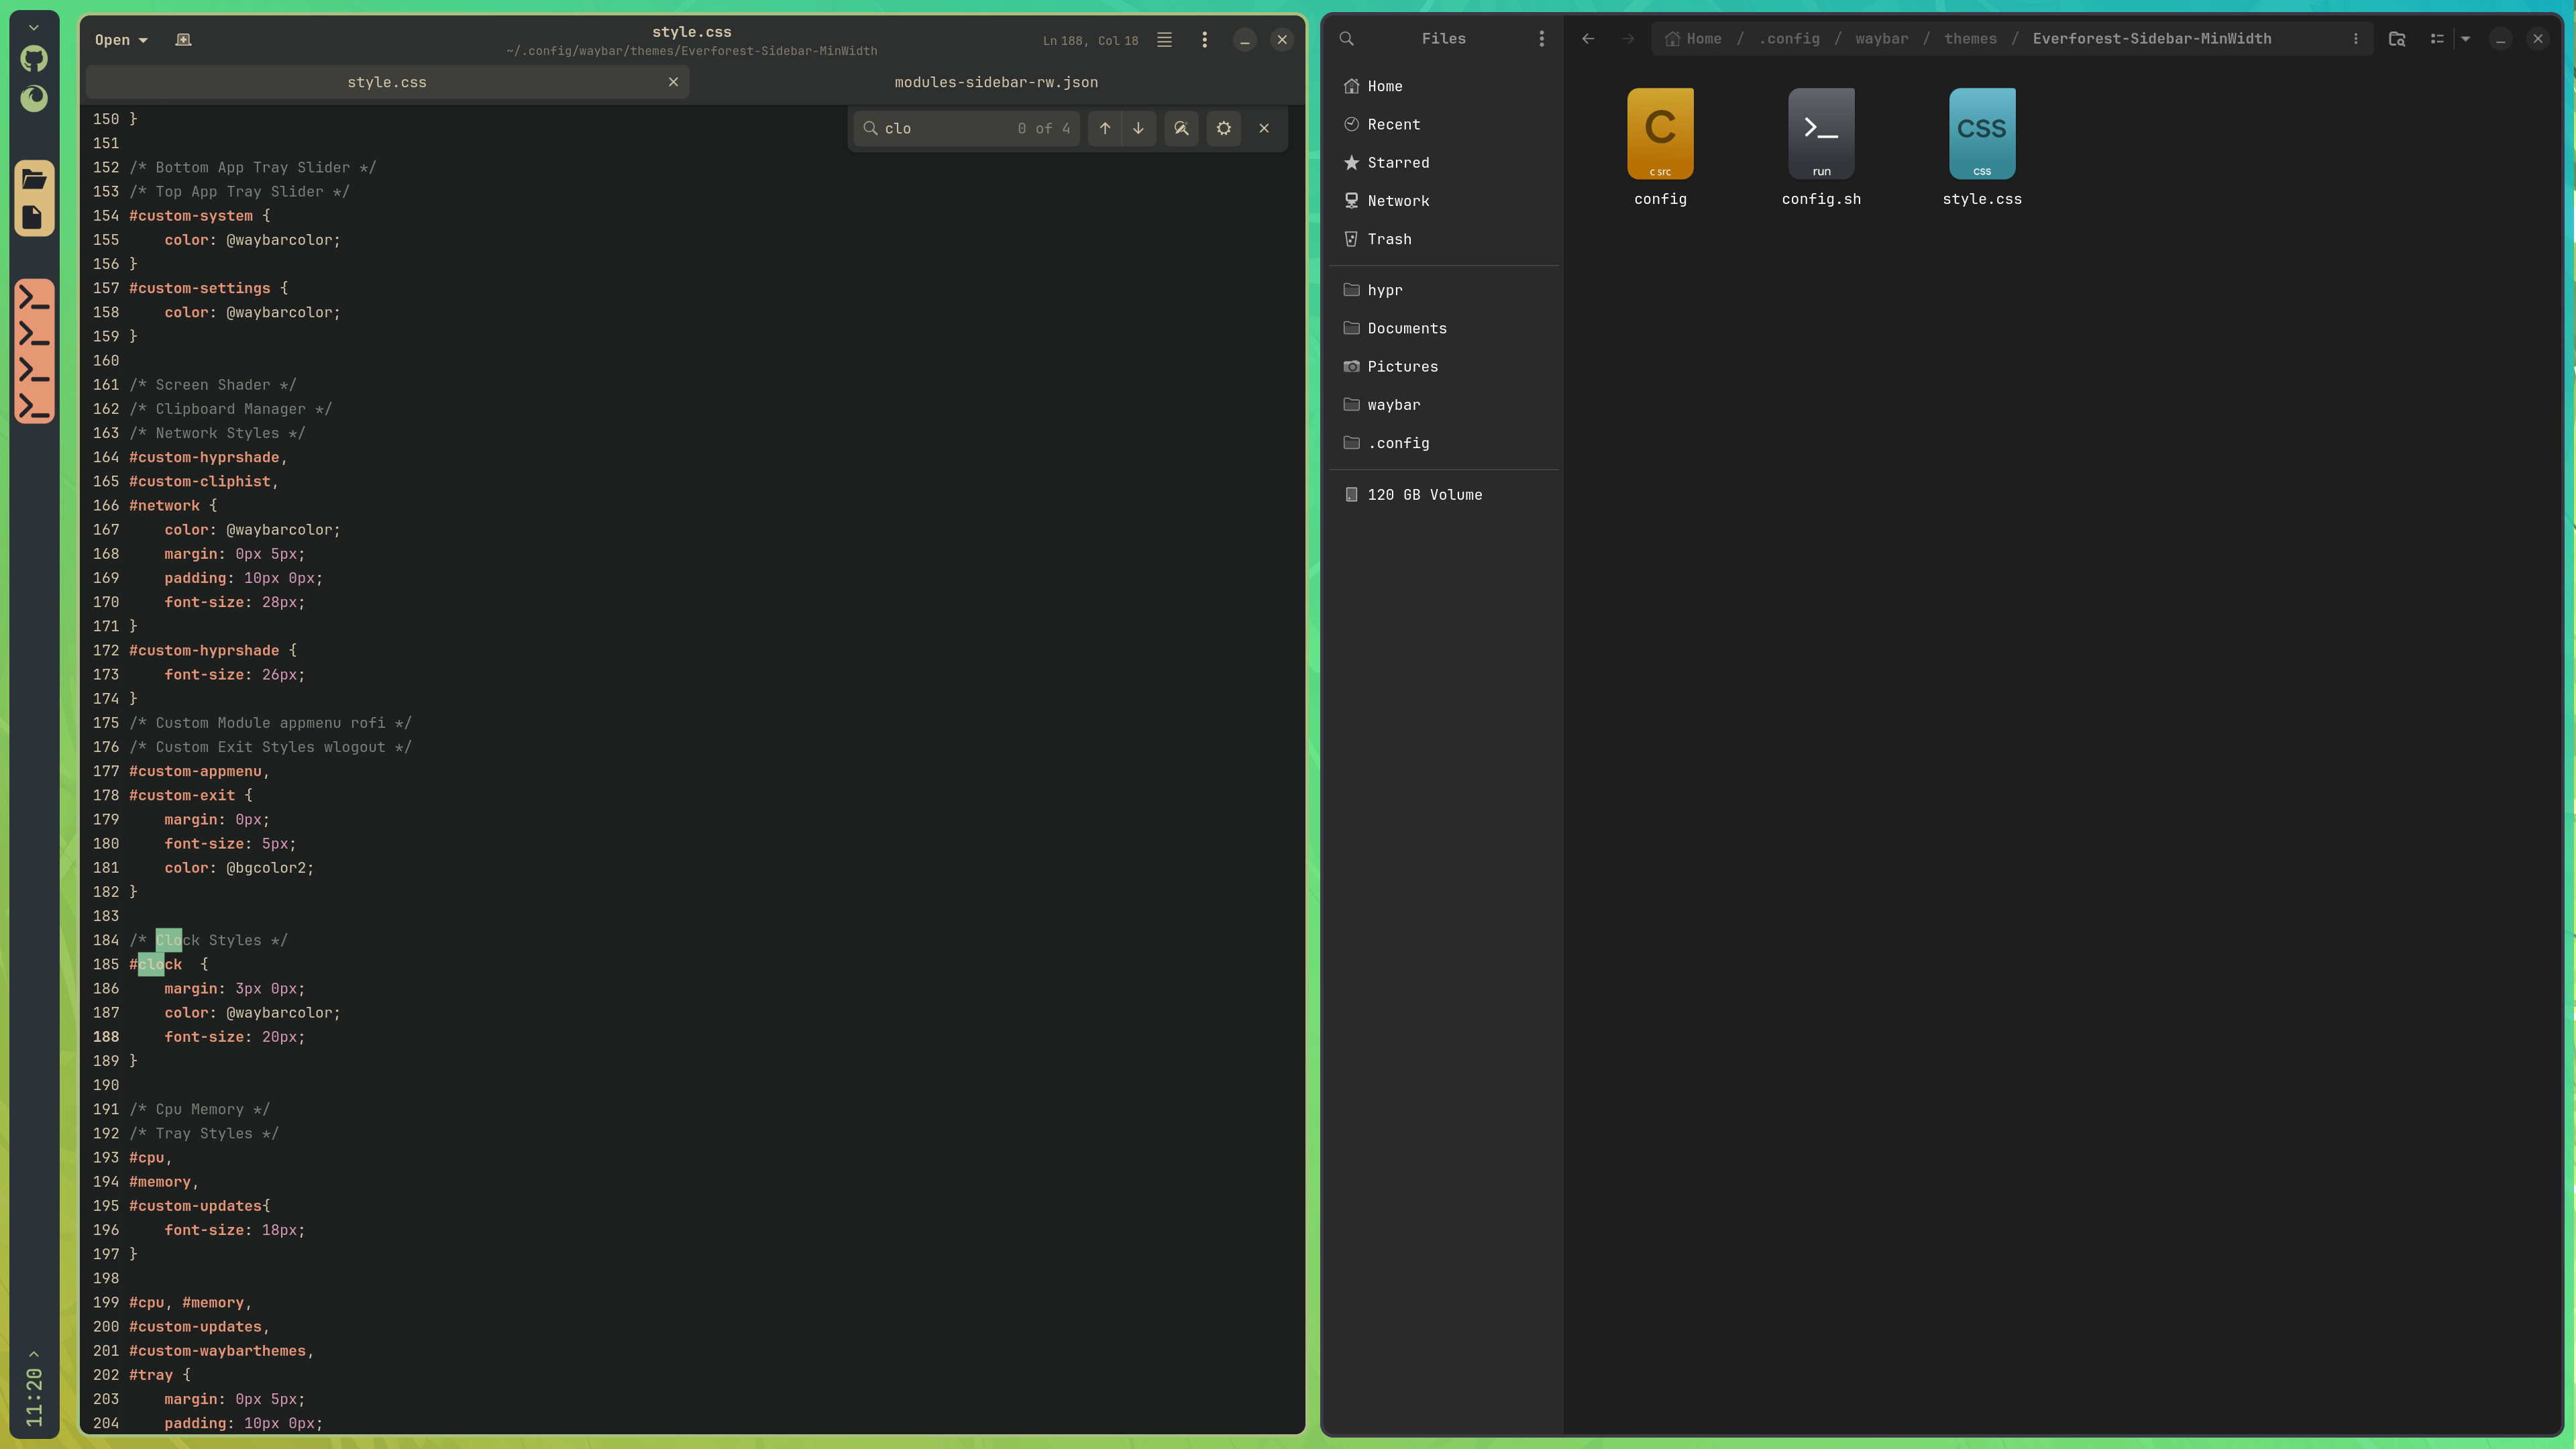 Open
style.css
~/.config/waybar/themes/Everforest-Sidebar-MinWidth
Ln 188, Col 18
style.css
modules-sidebar-rw.json
clo
0 of 4
150 }
151
152 /* Bottom App Tray Slider */
153 /* Top App Tray Slider */
154 #custom-system {
155     color: @waybarcolor;
156 }
157 #custom-settings {
158     color: @waybarcolor;
159 }
160
161 /* Screen Shader */
162 /* Clipboard Manager */
163 /* Network Styles */
164 #custom-hyprshade,
165 #custom-cliphist,
166 #network {
167     color: @waybarcolor;
168     margin: 0px 5px;
169     padding: 10px 0px;
170     font-size: 28px;
171 }
172 #custom-hyprshade {
173     font-size: 26px;
174 }
175 /* Custom Module appmenu rofi */
176 /* Custom Exit Styles wlogout */
177 #custom-appmenu,
178 #custom-exit {
179     margin: 0px;
180     font-size: 5px;
181     color: @bgcolor2;
182 }
183
184 /* Clock Styles */
185 #clock  {
186     margin: 3px 0px;
187     color: @waybarcolor;
188     font-size: 20px;
189 }
190
191 /* Cpu Memory */
192 /* Tray Styles */
193 #cpu,
194 #memory,
195 #custom-updates{
196     font-size: 18px;
197 }
198
199 #cpu, #memory,
200 #custom-updates,
201 #custom-waybarthemes,
202 #tray {
203     margin: 0px 5px;
204     padding: 10px 0px;
11:20
Files
Home
Recent
Starred
Network
Trash
hypr
Documents
Pictures
waybar
.config
120 GB Volume
Home / .config / waybar / themes / Everforest-Sidebar-MinWidth
C
c src
config
run
config.sh
CSS
css
style.css